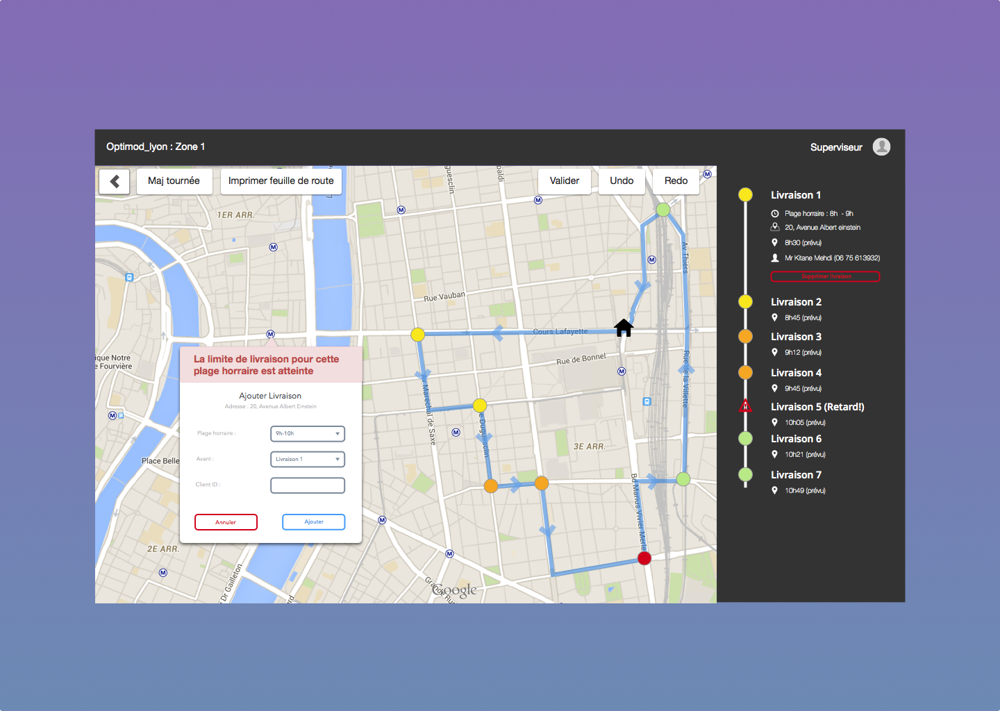 Optimod_lyon : Zone 1
Superviseur
Maj tournée
Imprimer feuille de route
Valider
Undo
Redo
1ER ARR.
Rue Vauban
Cours Lafayette
Rue de Bonnel
Av Thiers
Rue de la Villette
ique Notre
e Fourvière
Av. Maréchal de Saxe
e Duguesclin
uguesclin
paldi
3E ARR.
Bd Marius Vivier Merle
Place Belle
2E ARR.
i Dr Gailleton
Grande Rue
Google
La limite de livraison pour cette
plage horraire est atteinte
Ajouter Livraison
Adresse : 20, Avenue Albert Einstein
Plage horraire :
9h-10h
Avant :
Livraison 1
Client ID :
Annuler
Ajouter
Livraison 1
Plage horraire : 8h - 9h
20, Avenue Albert einstein
8h30 (prévu)
Mr Kitane Mehdi (06 75 613932)
Supprimer livraison
Livraison 2
8h45 (prévu)
Livraison 3
9h12 (prévu)
Livraison 4
9h45 (prévu)
Livraison 5 (Retard!)
10h05 (prévu)
Livraison 6
10h21 (prévu)
Livraison 7
10h49 (prévu)